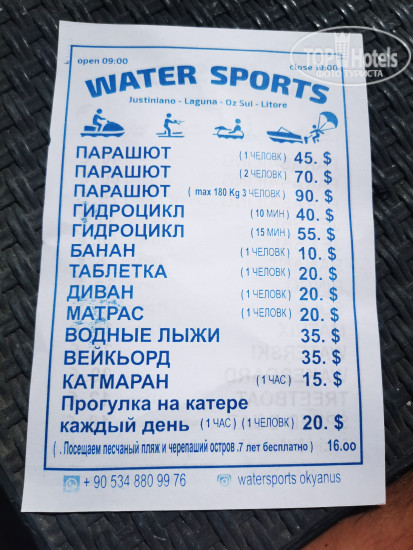 TOP Hotels
ФОТО ТУРИСТА
open 09:00 close 18:00
WATER SPORTS
Justiniano - Laguna - Oz Sui - Litore
ПАРАШЮТ (1 ЧЕЛОВК) 45. $
ПАРАШЮТ (2 ЧЕЛОВК) 70. $
ПАРАШЮТ ( max 180 Kg 3 ЧЕЛОВК) 90. $
ГИДРОЦИКЛ (10 МИН) 40. $
ГИДРОЦИКЛ (15 МИН) 55. $
БАНАН (1 ЧЕЛОВК) 10. $
ТАБЛЕТКА (1 ЧЕЛОВК) 20. $
ДИВАН (1 ЧЕЛОВК) 20. $
МАТРАС (1 ЧЕЛОВК) 20. $
ВОДНЫЕ ЛЫЖИ 35. $
ВЕЙКЬОРД 35. $
КАТМАРАН (1 ЧАС) 15. $
Прогулка на катере
каждый день (1 ЧАС) (1 ЧЕЛОВК) 20. $
( . Посещаем песчаный пляж и черепаший остров .7 лет бесплатно) 16.oo
+ 90 534 880 99 76 watersports okyanus